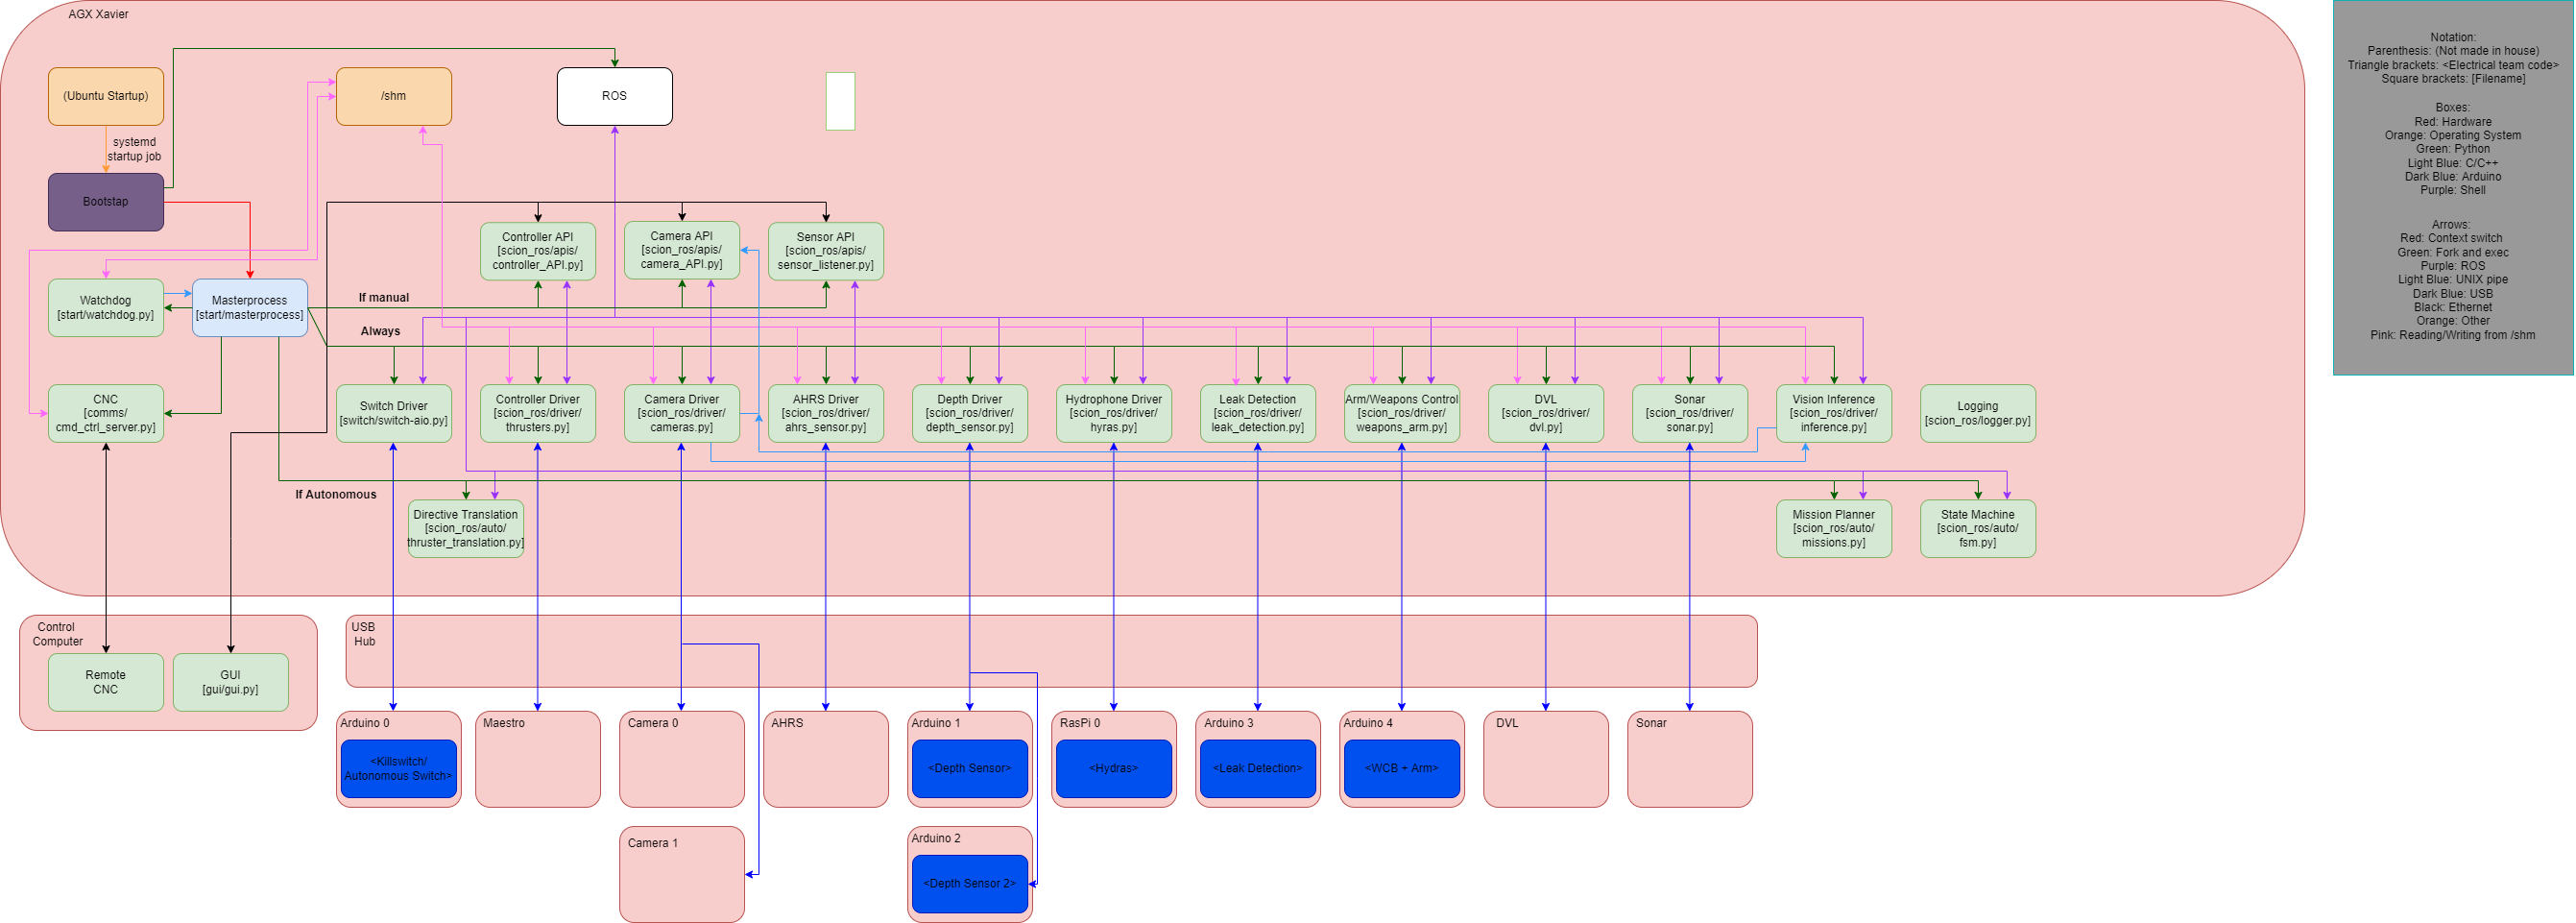 AGX Xavier
(Ubuntu Startup)
/shm
ROS
systemd
startup job
Bootstap
Controller API
[scion_ros/apis/
controller_API.py]
Camera API
[scion_ros/apis/
camera_API.py]
Sensor API
[scion_ros/apis/
sensor_listener.py]
Watchdog
[start/watchdog.py]
Masterprocess
[start/masterprocess]
If manual
Always
CNC
[comms/
cmd_ctrl_server.py]
Switch Driver
[switch/switch-aio.py]
Controller Driver
[scion_ros/driver/
thrusters.py]
Camera Driver
[scion_ros/driver/
cameras.py]
AHRS Driver
[scion_ros/driver/
ahrs_sensor.py]
Depth Driver
[scion_ros/driver/
depth_sensor.py]
Hydrophone Driver
[scion_ros/driver/
hyras.py]
Leak Detection
[scion_ros/driver/
leak_detection.py]
Arm/Weapons Control
[scion_ros/driver/
weapons_arm.py]
DVL
[scion_ros/driver/
dvl.py]
Sonar
[scion_ros/driver/
sonar.py]
Vision Inference
[scion_ros/driver/
inference.py]
Logging
[scion_ros/logger.py]
If Autonomous
Directive Translation
[scion_ros/auto/
thruster_translation.py]
Mission Planner
[scion_ros/auto/
missions.py]
State Machine
[scion_ros/auto/
fsm.py]
Control
Computer
Remote
CNC
GUI
[gui/gui.py]
USB
Hub
Arduino 0
<Killswitch/
Autonomous Switch>
Maestro
Camera 0
AHRS
Arduino 1
<Depth Sensor>
RasPi 0
<Hydras>
Arduino 3
<Leak Detection>
Arduino 4
<WCB + Arm>
DVL
Sonar
Camera 1
Arduino 2
<Depth Sensor 2>
Notation:
Parenthesis: (Not made in house)
Triangle brackets: <Electrical team code>
Square brackets: [Filename]
Boxes:
Red: Hardware
Orange: Operating System
Green: Python
Light Blue: C/C++
Dark Blue: Arduino
Purple: Shell
Arrows:
Red: Context switch
Green: Fork and exec
Purple: ROS
Light Blue: UNIX pipe
Dark Blue: USB
Black: Ethernet
Orange: Other
Pink: Reading/Writing from /shm